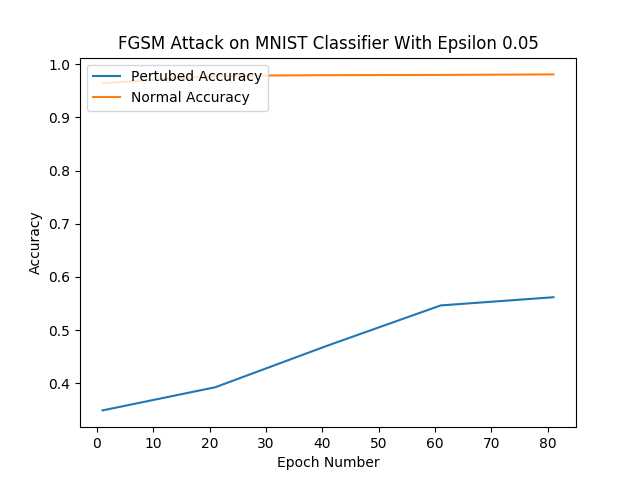 FGSM Attack on MNIST Classifier With Epsilon 0.05
1.0
0.9
0.8
0.7
0.6
0.5
0.4
Accuracy
Pertubed Accuracy
Normal Accuracy
0 10 20 30 40 50 60 70 80
Epoch Number